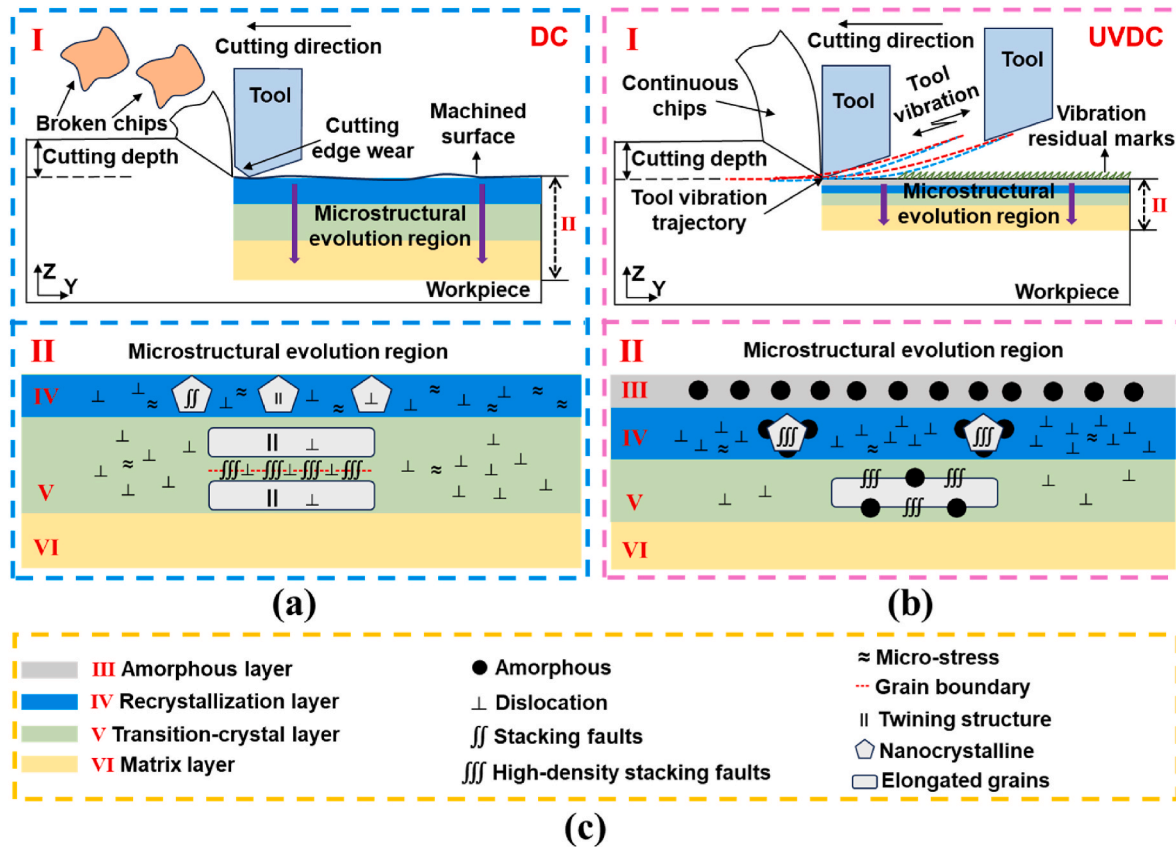 I
Cutting direction
DC
Tool
Broken chips
Cutting
edge wear
Machined
surface
Cutting depth
Microstructural
evolution region
II
Z
Y
Workpiece
II
Microstructural evolution region
IV
V
VI
(a)
I
Cutting direction
UVDC
Continuous
chips
Tool
Tool
vibration
Tool
Vibration
residual marks
Cutting depth
Tool vibration
trajectory
Microstructural
evolution region
II
Z
Y
Workpiece
II
Microstructural evolution region
III
IV
V
VI
(b)
III Amorphous layer
IV Recrystallization layer
V Transition-crystal layer
VI Matrix layer
Amorphous
⊥ Dislocation
∬ Stacking faults
∭ High-density stacking faults
≈ Micro-stress
Grain boundary
Twining structure
Nanocrystalline
Elongated grains
(c)